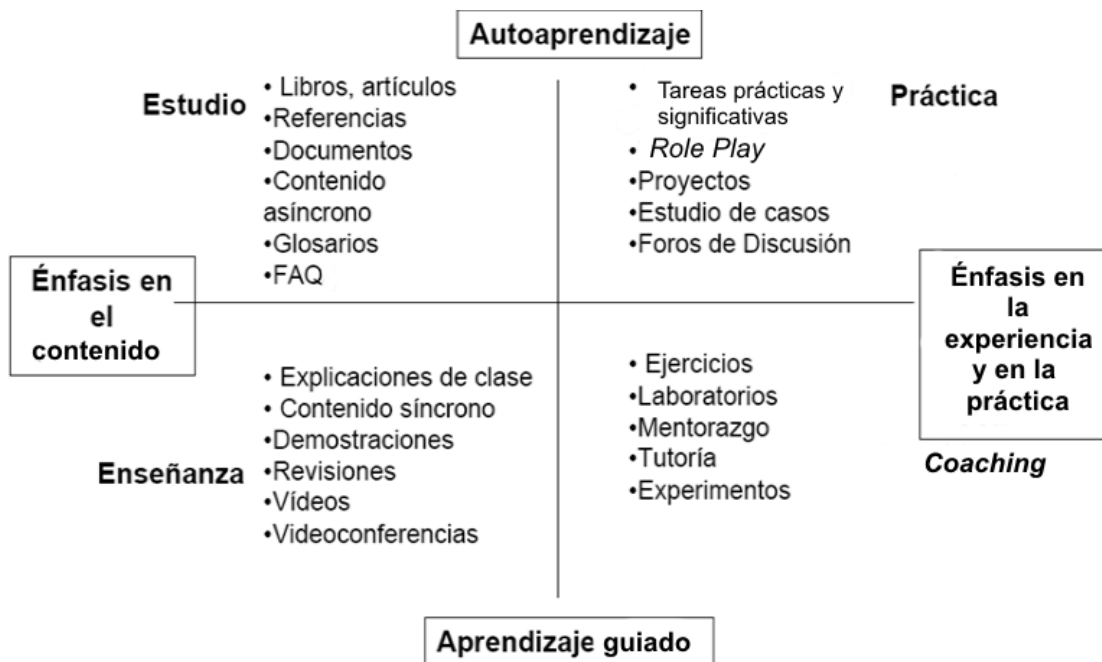 Autoaprendizaje
Estudio
• Libros, artículos
•Referencias
•Documentos
•Contenido
asíncrono
•Glosarios
•FAQ
• Tareas prácticas y
significativas
• Role Play
•Proyectos
•Estudio de casos
•Foros de Discusión
Práctica
Énfasis en
el
contenido
Énfasis en
la
experiencia
y en la
práctica
Enseñanza
• Explicaciones de clase
• Contenido síncrono
•Demostraciones
•Revisiones
•Vídeos
•Videoconferencias
• Ejercicios
•Laboratorios
•Mentorazgo
•Tutoría
•Experimentos
Coaching
Aprendizaje guiado